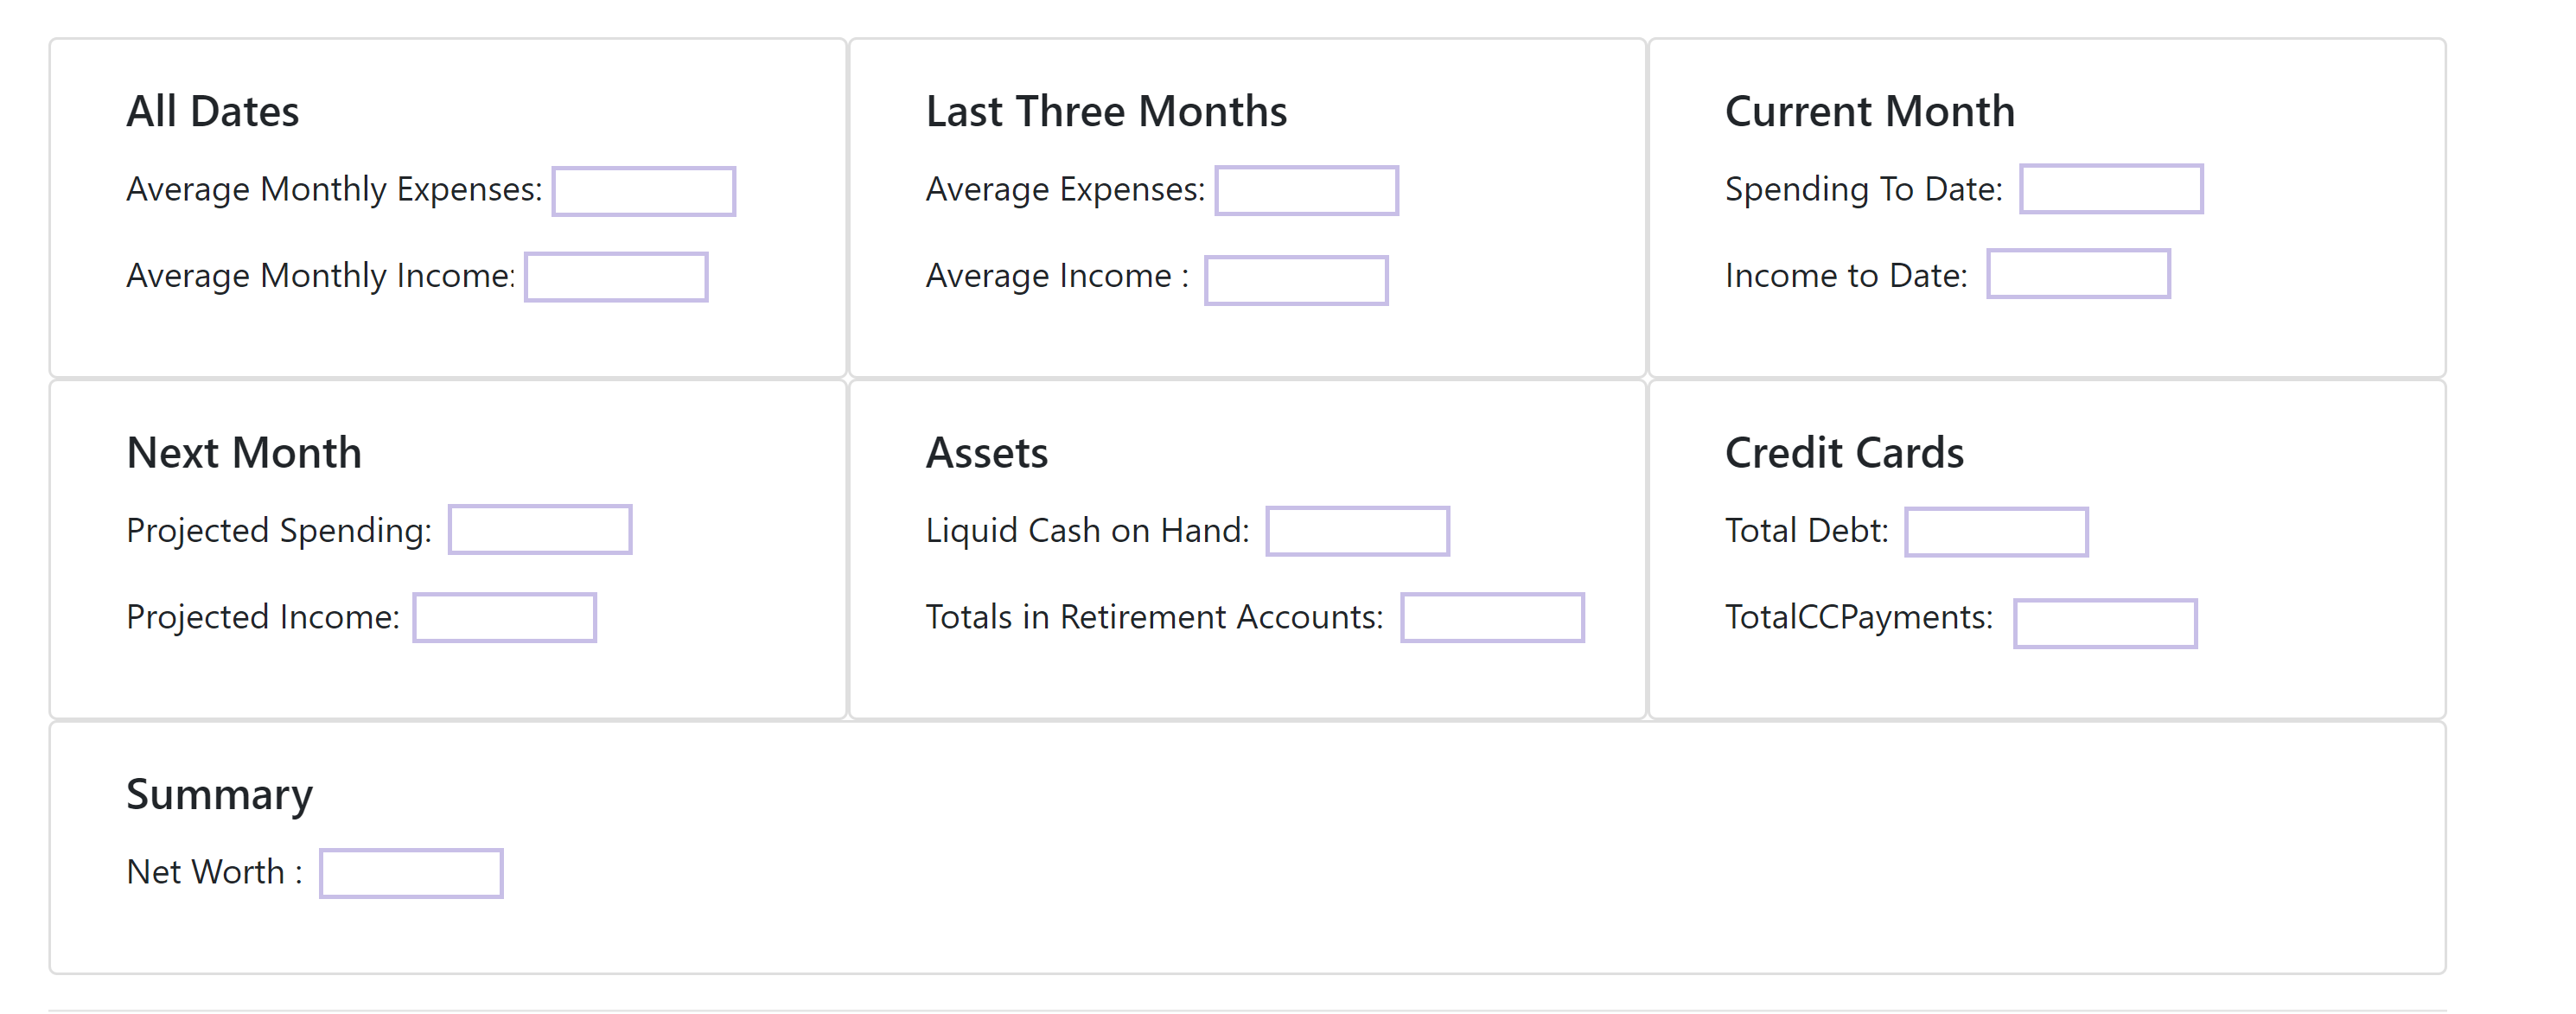 All Dates
Average Monthly Expenses:
Average Monthly Income:
Last Three Months
Average Expenses:
Average Income :
Current Month
Spending To Date:
Income to Date:
Next Month
Projected Spending:
Projected Income:
Assets
Liquid Cash on Hand:
Totals in Retirement Accounts:
Credit Cards
Total Debt:
TotalCCPayments:
Summary
Net Worth :